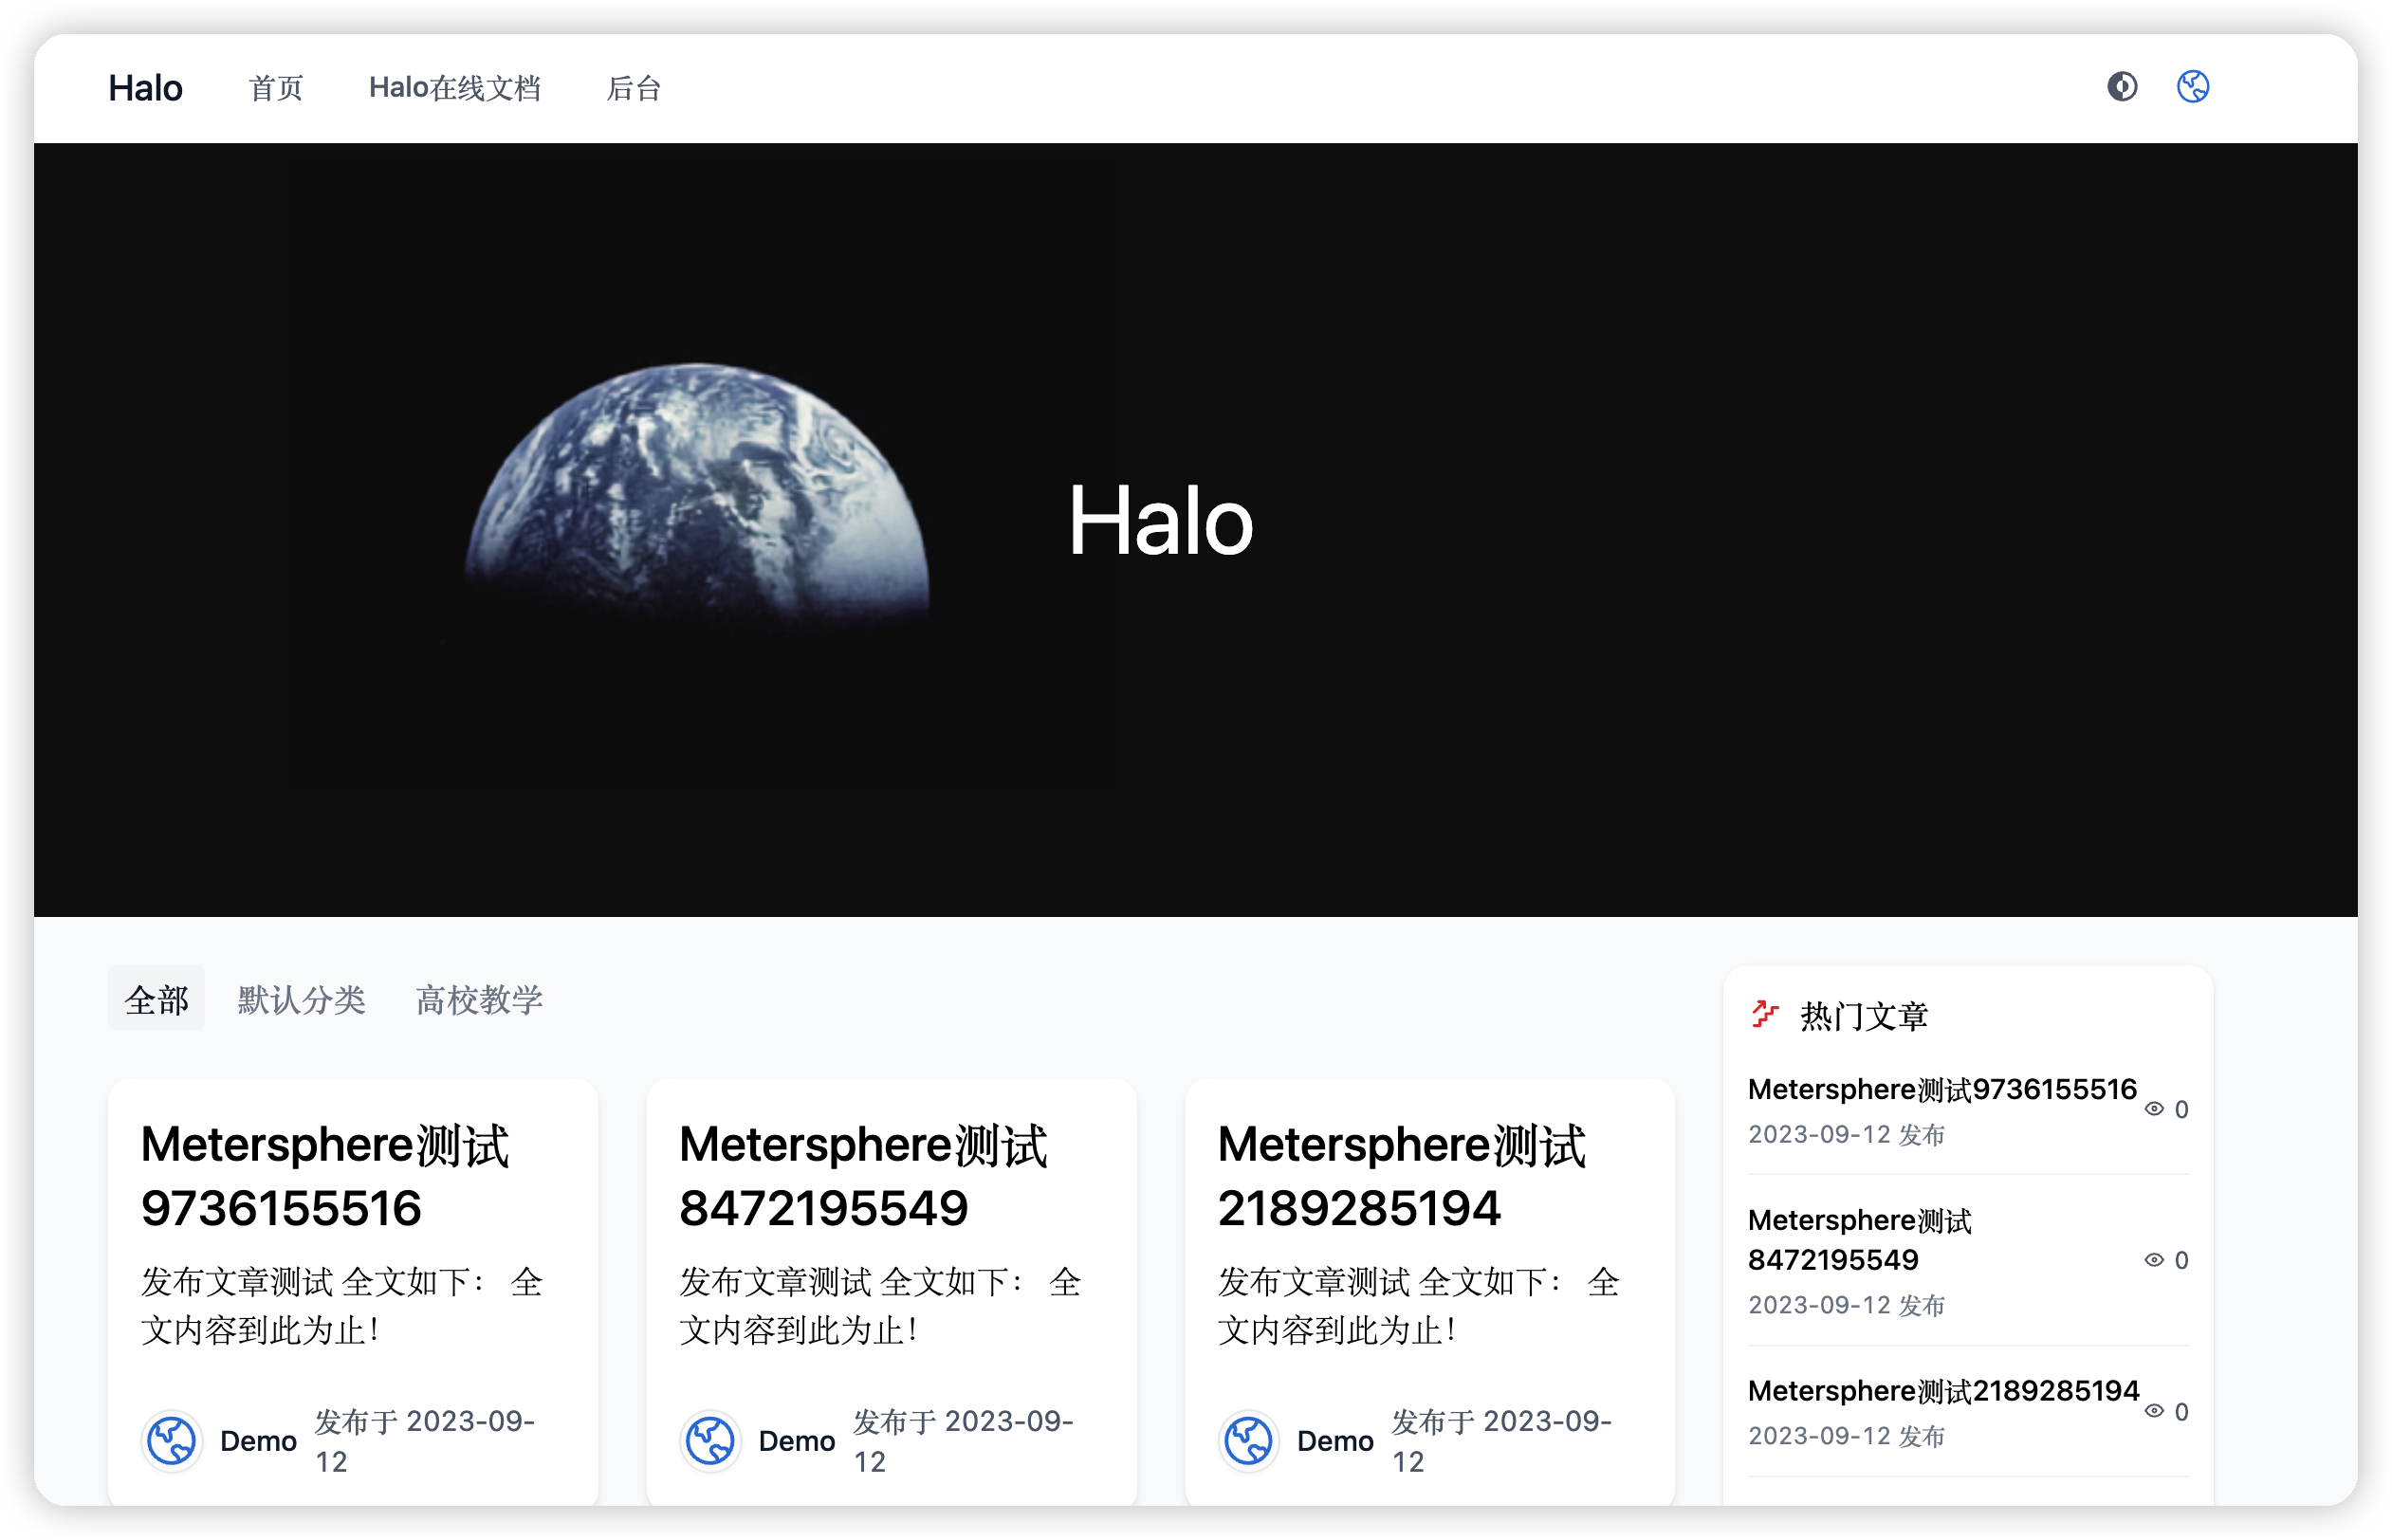 Halo
首页
Halo在线文档
后台
Halo
全部
默认分类
高校教学
Metersphere测试
9736155516
发布文章测试 全文如下： 全
文内容到此为止！
Demo
发布于 2023-09-
12
Metersphere测试
8472195549
发布文章测试 全文如下： 全
文内容到此为止！
Demo
发布于 2023-09-
12
Metersphere测试
2189285194
发布文章测试 全文如下： 全
文内容到此为止！
Demo
发布于 2023-09-
12
热门文章
Metersphere测试9736155516
0
2023-09-12 发布
Metersphere测试
8472195549
0
2023-09-12 发布
Metersphere测试2189285194
0
2023-09-12 发布